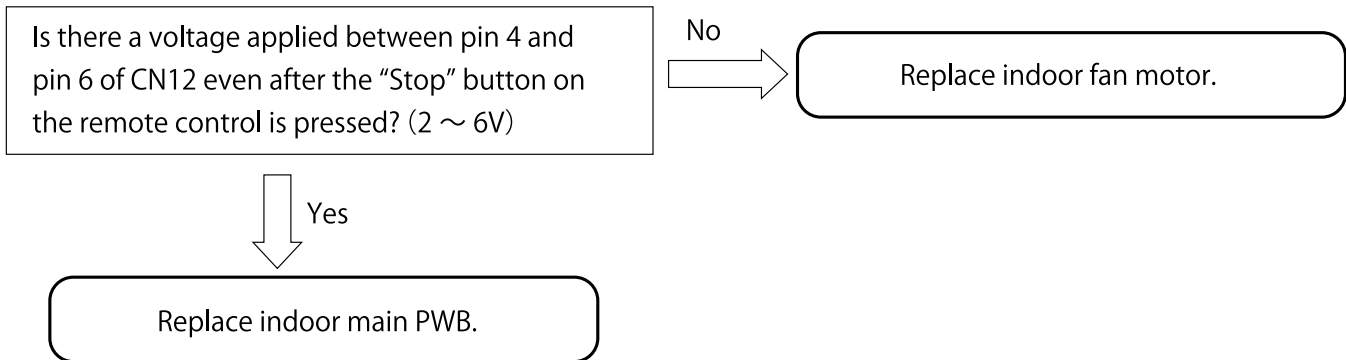 Is there a voltage applied between pin 4 and
pin 6 of CN12 even after the “Stop” button on
the remote control is pressed? (2 ～ 6V)
No
Replace indoor fan motor.
Yes
Replace indoor main PWB.